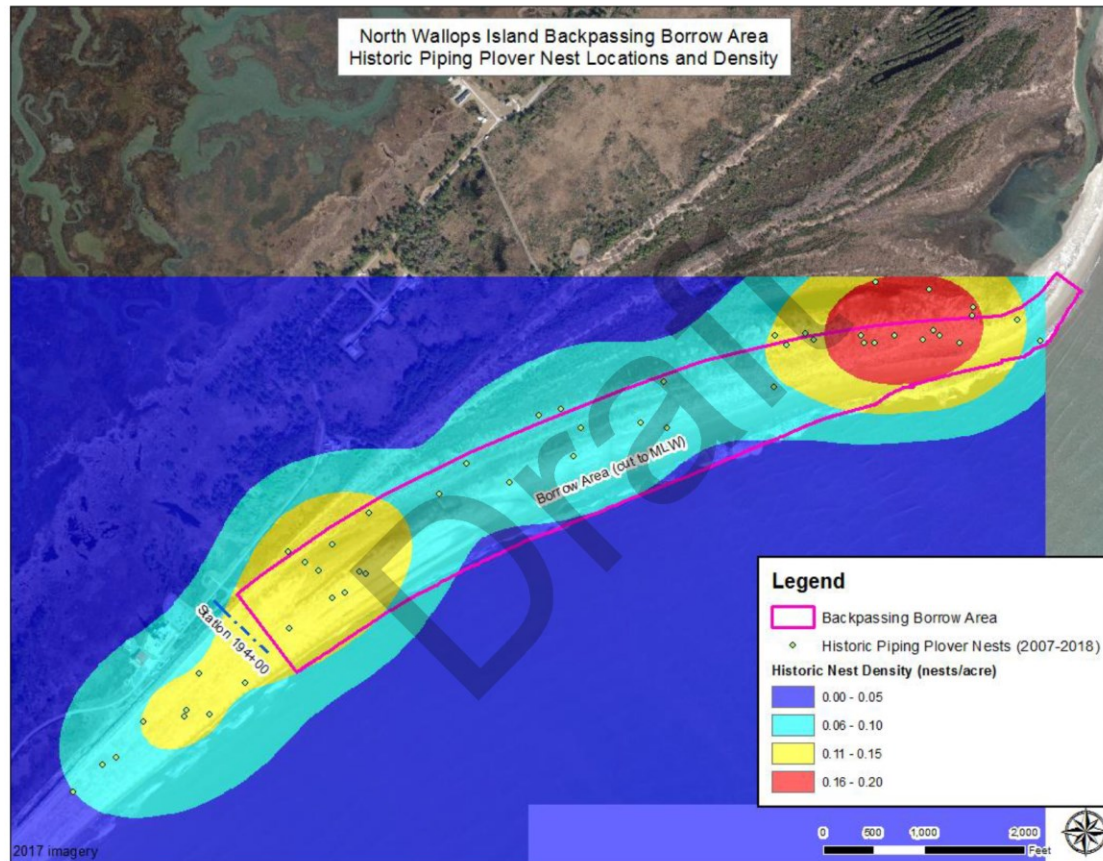 North Wallops Island Backpassing Borrow Area
Historic Piping Plover Nest Locations and Density
Draft
Borrow Area (cut to MLW)
Station 194+00
Legend
Backpassing Borrow Area
Historic Piping Plover Nests (2007-2018)
Historic Nest Density (nests/acre)
0.00 - 0.05
0.06 - 0.10
0.11 - 0.15
0.16 - 0.20
0 500 1,000 2,000
Feet
2017 imagery